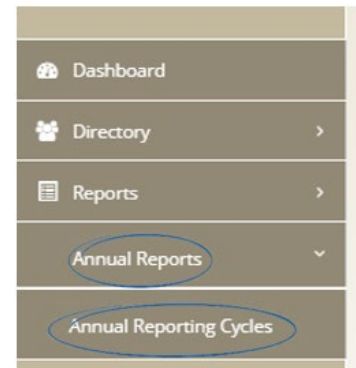 Dashboard
Directory
Reports
Annual Reports
Annual Reporting Cycles